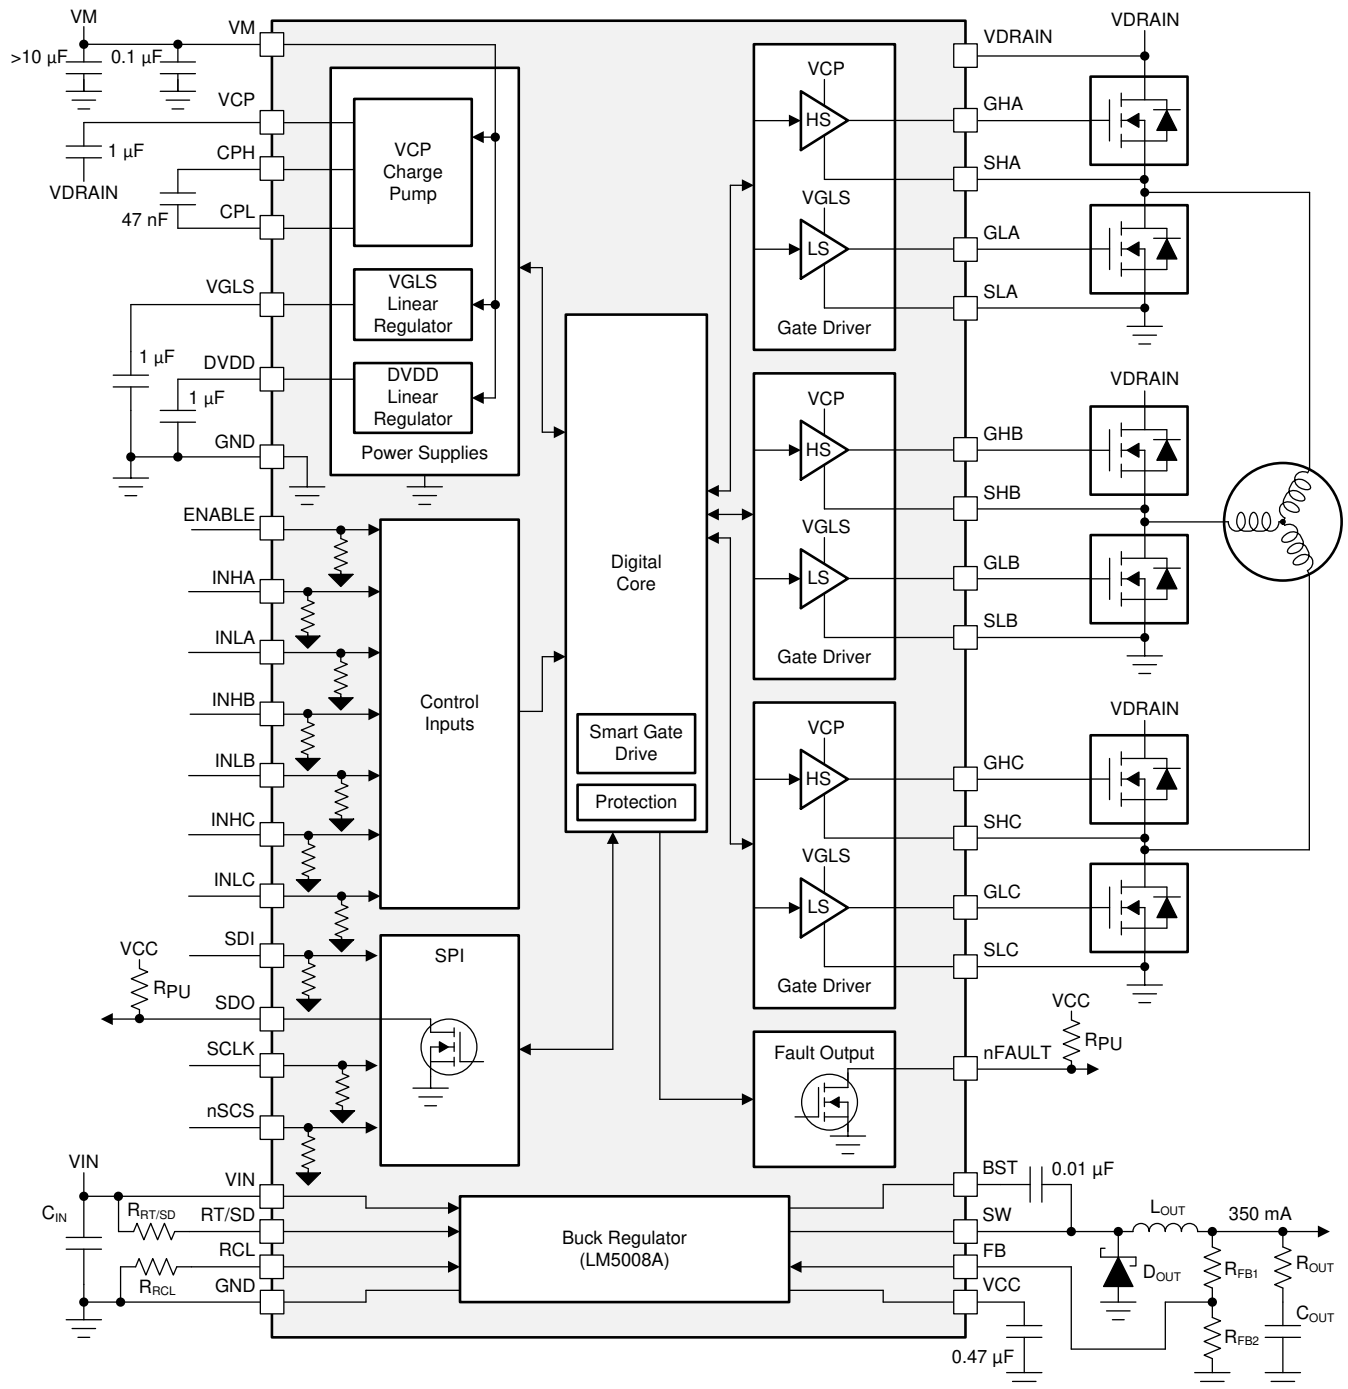 VM
VM
>10 µF
0.1 µF
VCP
1 µF
VDRAIN
CPH
47 nF
CPL
VGLS
1 µF
DVDD
1 µF
GND
VCP
Charge
Pump
VGLS
Linear
Regulator
DVDD
Linear
Regulator
Power Supplies
ENABLE
INHA
INLA
INHB
INLB
INHC
INLC
Control
Inputs
SDI
VCC
RPU
SDO
SCLK
nSCS
SPI
Digital
Core
Smart Gate
Drive
Protection
VCP
HS
VGLS
LS
Gate Driver
VCP
HS
VGLS
LS
Gate Driver
VCP
HS
VGLS
LS
Gate Driver
Fault Output
VDRAIN
VDRAIN
GHA
SHA
GLA
SLA
VDRAIN
GHB
SHB
GLB
SLB
VDRAIN
GHC
SHC
GLC
SLC
VCC
RPU
nFAULT
VIN
VIN
CIN
RRT/SD
RT/SD
RCL
RRCL
GND
Buck Regulator
(LM5008A)
BST
0.01 µF
SW
LOUT
350 mA
FB
DOUT
RFB1
ROUT
VCC
COUT
RFB2
0.47 µF